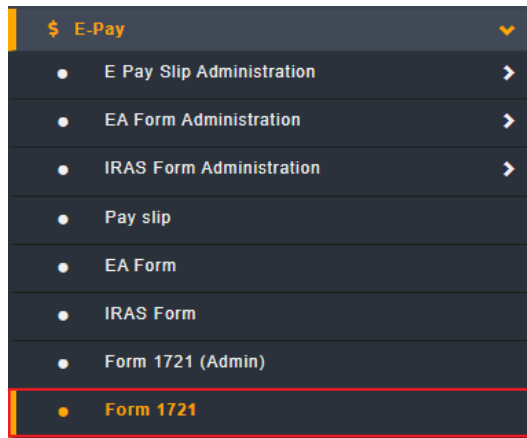 $ E-Pay
E Pay Slip Administration
EA Form Administration
IRAS Form Administration
Pay slip
EA Form
IRAS Form
Form 1721 (Admin)
Form 1721